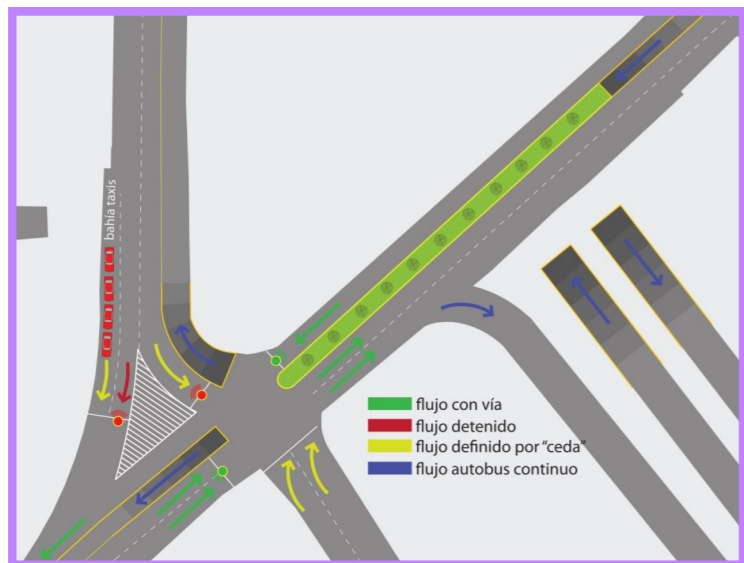 bahía taxis
flujo con vía
flujo detenido
flujo definido por “ceda”
flujo autobus continuo